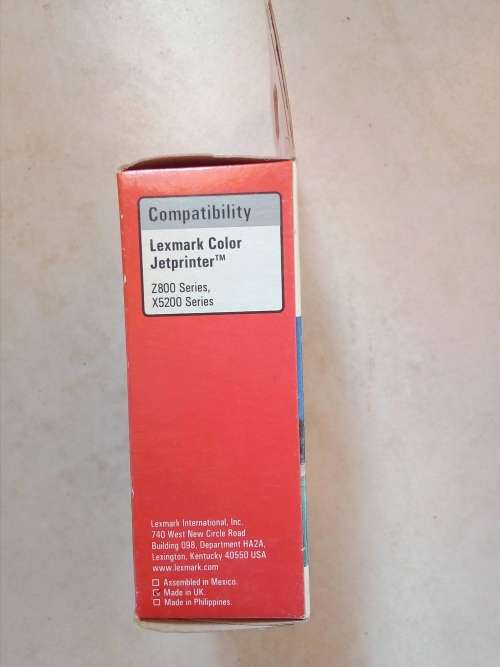 Compatibility
Lexmark Color
Jetprinter™
Z800 Series,
X5200 Series
Lexmark International, Inc.
740 West New Circle Road
Building 098, Department HA2A,
Lexington, Kentucky 40550 USA
www.lexmark.com
☐ Assembled in Mexico.
☑ Made in UK.
☐ Made in Philippines.